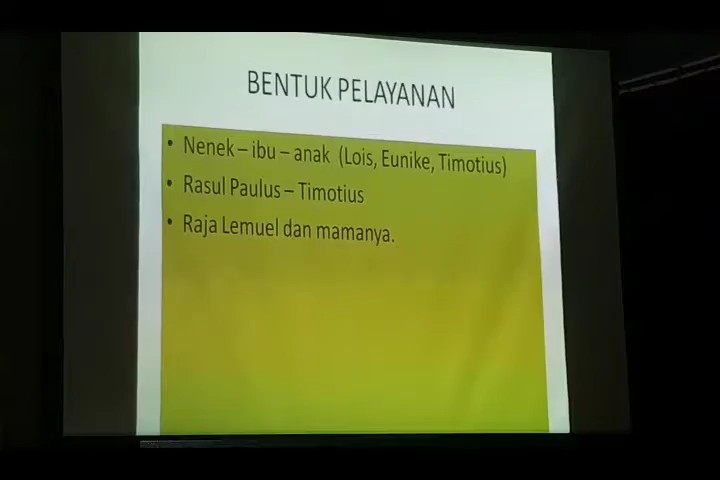 BENTUK PELAYANAN
• Nenek – ibu – anak (Lois, Eunike, Timotius)
• Rasul Paulus – Timotius
• Raja Lemuel dan mamanya.